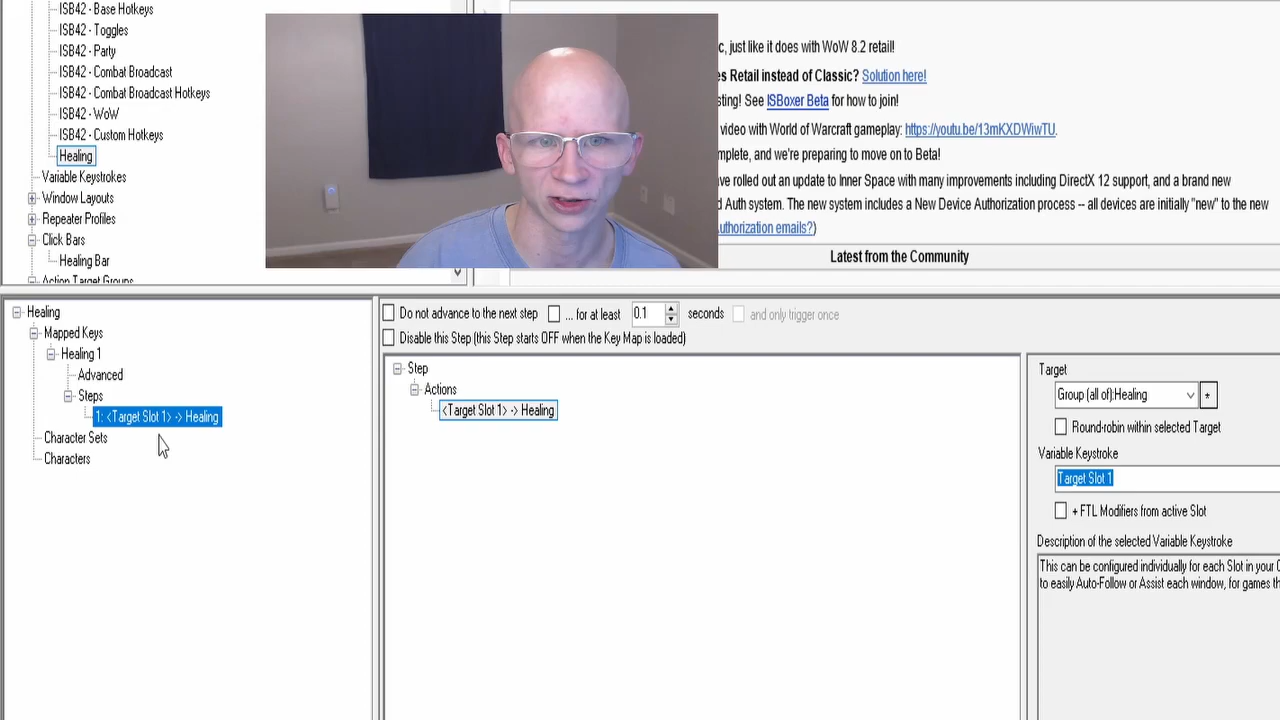 ISB42 - Base Hotkeys
ISB42 - Toggles
ISB42 - Party
ISB42 - Combat Broadcast
ISB42 - Combat Broadcast Hotkeys
ISB42 - WoW
ISB42 - Custom Hotkeys
Healing
Variable Keystrokes
Window Layouts
Repeater Profiles
Click Bars
Healing Bar
Action Target Groups
c, just like it does with WoW 8.2 retail!
es Retail instead of Classic? Solution here!
sting! See ISBoxer Beta for how to join!
video with World of Warcraft gameplay: https://youtu.be/13mKXDWiwTU.
mplete, and we're preparing to move on to Beta!
ve rolled out an update to Inner Space with many improvements including DirectX 12 support, and a brand new
d Auth system. The new system includes a New Device Authorization process -- all devices are initially "new" to the new
uthorization emails?)
Latest from the Community
Healing
Mapped Keys
Healing 1
Advanced
Steps
1: <Target Slot 1> -> Healing
Character Sets
Characters
Do not advance to the next step ... for at least 0.1 seconds and only trigger once
Disable this Step (this Step starts OFF when the Key Map is loaded)
Step
Actions
<Target Slot 1> -> Healing
Target
Group (all of):Healing *
Round-robin within selected Target
Variable Keystroke
Target Slot 1
+ FTL Modifiers from active Slot
Description of the selected Variable Keystroke
This can be configured individually for each Slot in your C
to easily Auto-Follow or Assist each window, for games th